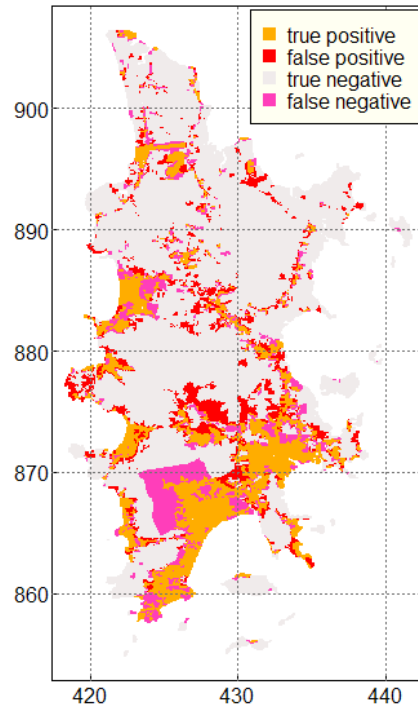 true positive
false positive
true negative
false negative
900
890
880
870
860
420
430
440